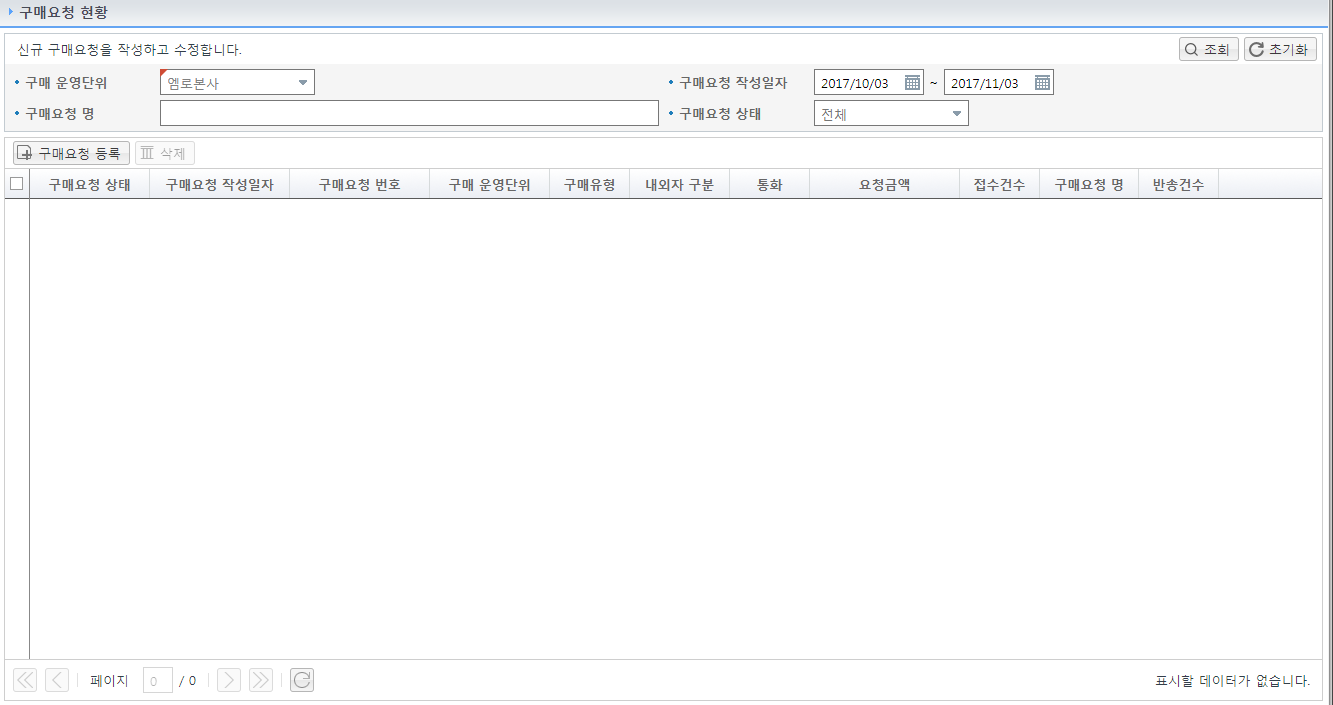 구매요청 현황
신규 구매요청을 작성하고 수정합니다. 조회 초기화
구매 운영단위 엠로본사 구매요청 작성일자 2017/10/03 ~ 2017/11/03
구매요청 명 구매요청 상태 전체
구매요청 등록 삭제
구매요청 상태 구매요청 작성일자 구매요청 번호 구매 운영단위 구매유형 내외자 구분 통화 요청금액 접수건수 구매요청 명 반송건수
페이지 0 / 0 표시할 데이터가 없습니다.